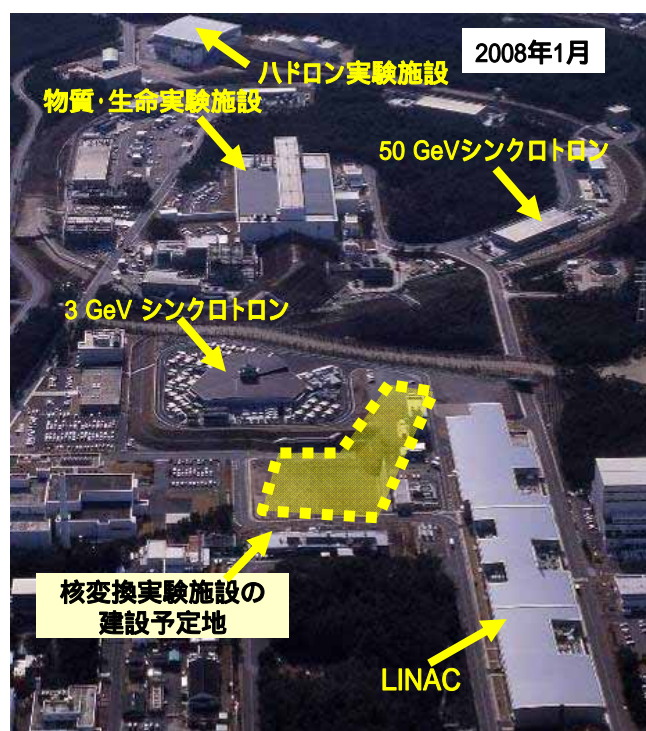 ハドロン実験施設
2008年1月
物質・生命実験施設
50 GeVシンクロトロン
3 GeV シンクロトロン
核変換実験施設の
建設予定地
LINAC